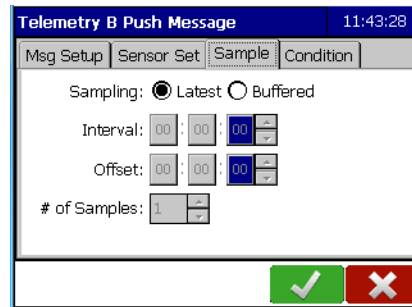 Telemetry B Push Message 11:43:28
Msg Setup Sensor Set Sample Condition
Sampling: Latest Buffered
Interval: 00 : 00 : 00
Offset: 00 : 00 : 00
# of Samples: 1